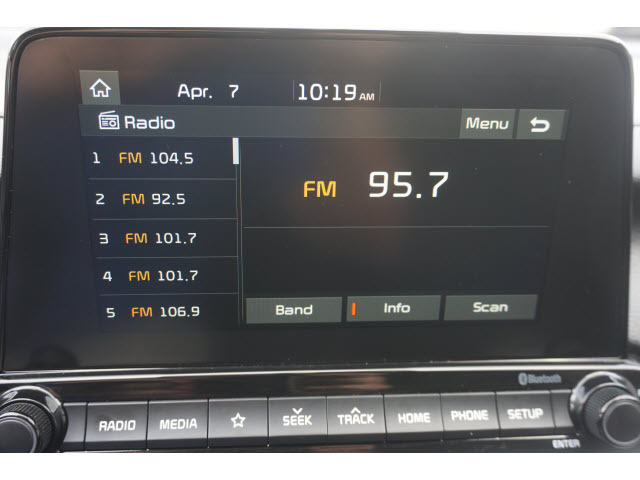 Apr. 7 10:19 AM
Radio Menu
1 FM 104.5
2 FM 92.5
3 FM 101.7
4 FM 101.7
5 FM 106.9
FM 95.7
Band Info Scan
Bluetooth
RADIO MEDIA SEEK TRACK HOME PHONE SETUP
ENTER